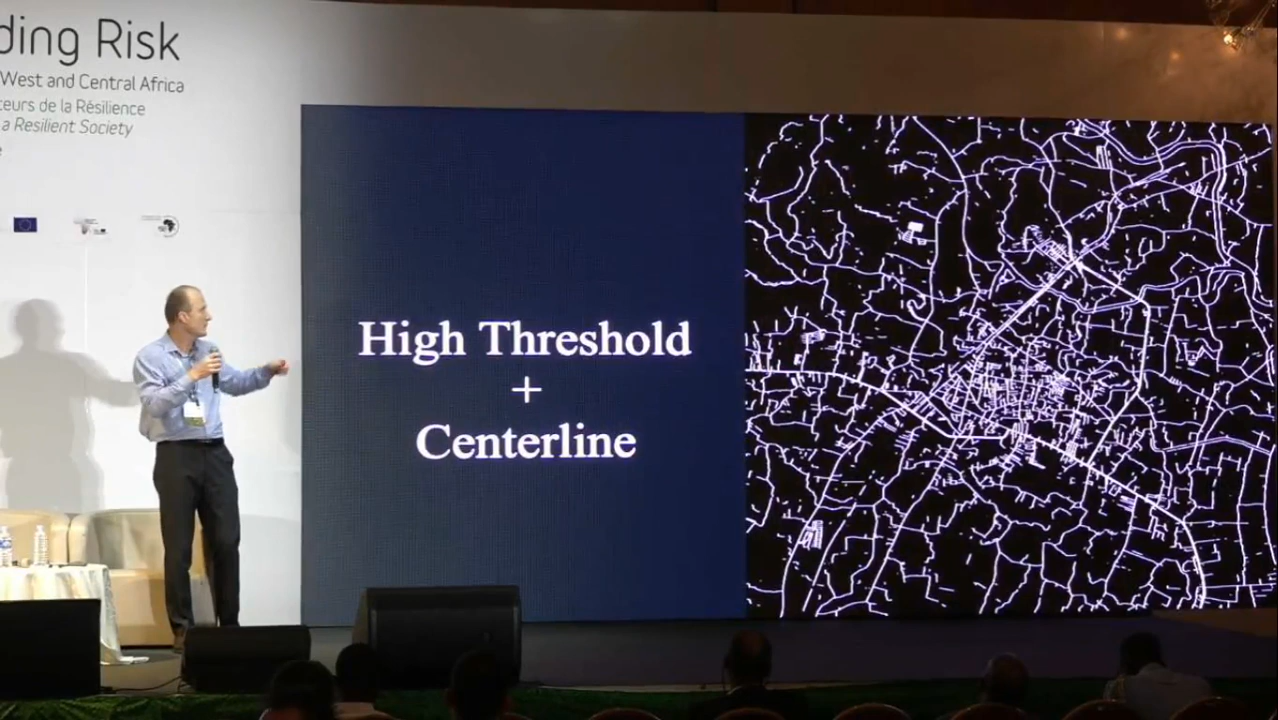 ding Risk
West and Central Africa
teurs de la Résilience
a Resilient Society
High Threshold
+
Centerline